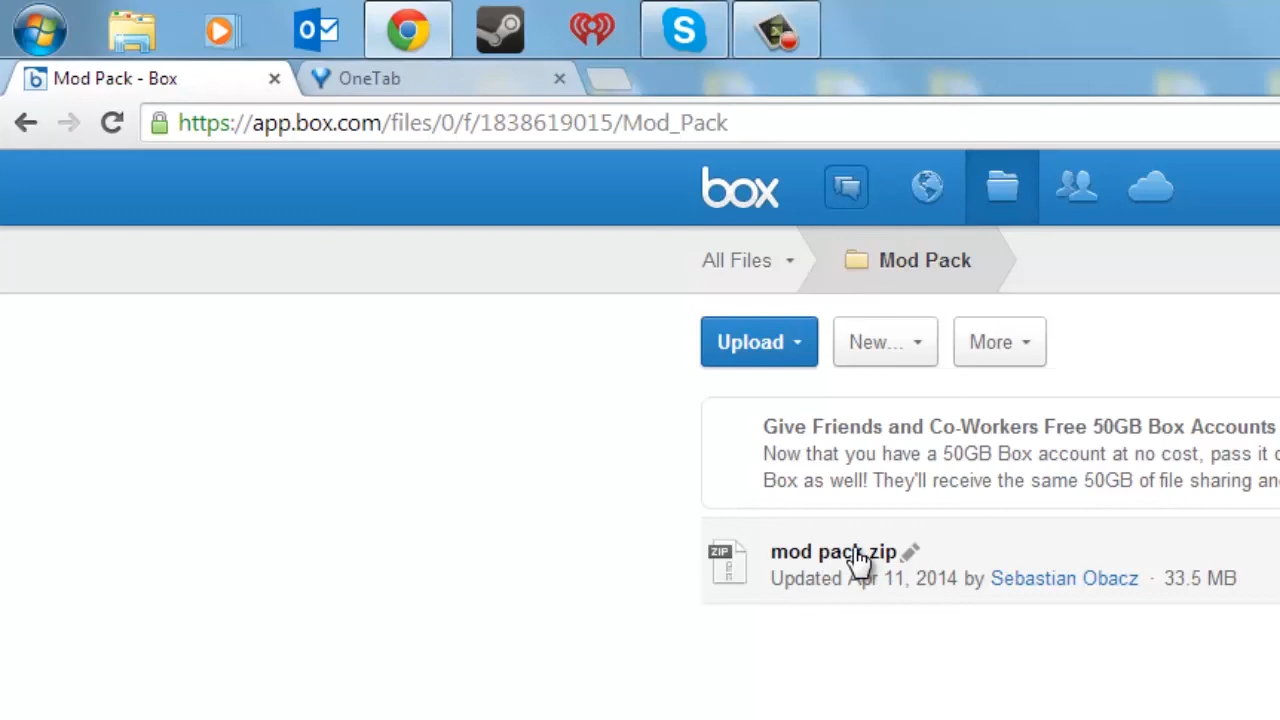 Mod Pack - Box
OneTab
https://app.box.com/files/0/f/1838619015/Mod_Pack
box
All Files
Mod Pack
Upload
New...
More
Give Friends and Co-Workers Free 50GB Box Accounts
Now that you have a 50GB Box account at no cost, pass it
Box as well! They'll receive the same 50GB of file sharing
ZIP
mod pack.zip
Updated Apr 11, 2014 by Sebastian Obacz · 33.5 MB